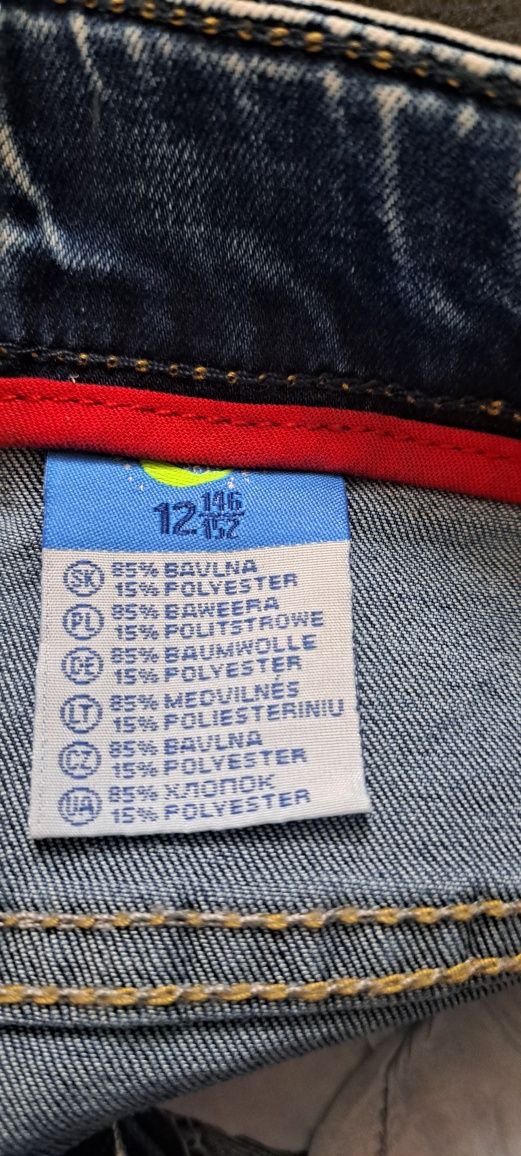 12 146
152
SK 85% BAVLNA
15% POLYESTER
PL 85% BAWEERA
15% POLITSTROWE
DE 85% BAUMWOLLE
15% POLYESTER
LT 85% MEDVILNĖS
15% POLIESTERINIU
CZ 85% BAVLNA
15% POLYESTER
UA 85% ХЛОПОК
15% POLYESTER